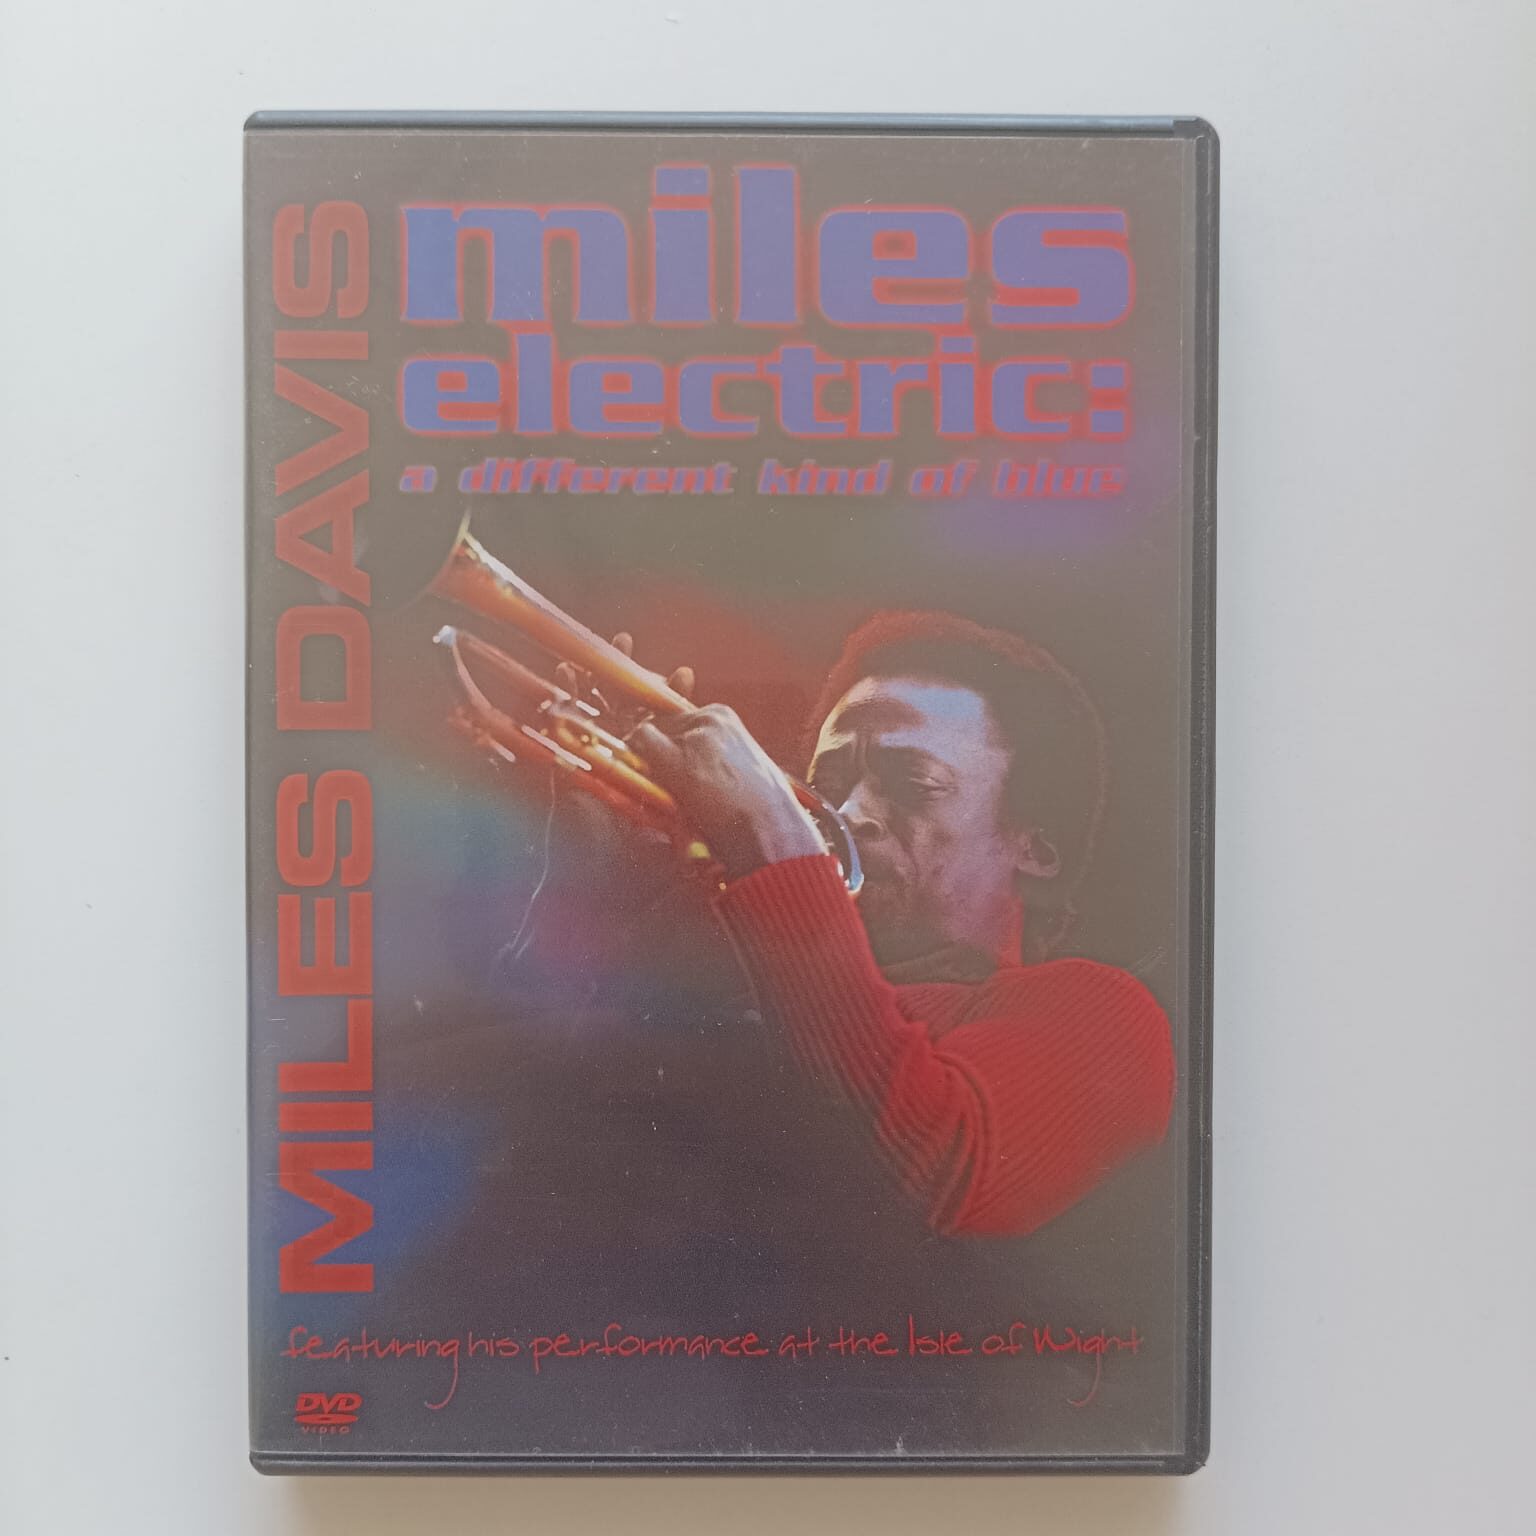 MILES DAVIS
miles
electric:
a different kind of blue
featuring his performance at the Isle of Wight
DVD
VIDEO